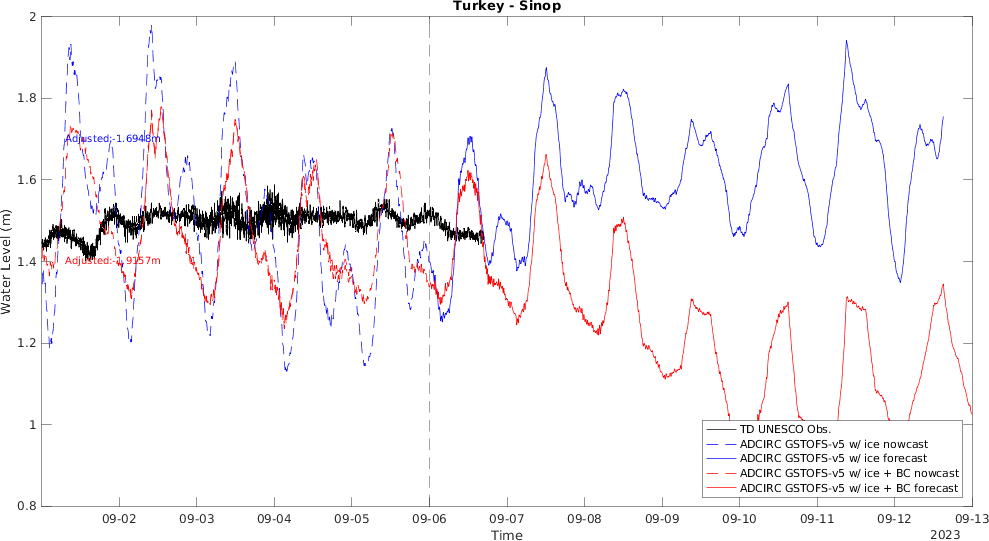 Turkey - Sinop
2
1.8
1.6
1.4
1.2
1
0.8
Water Level (m)
Adjusted:-1.6948m
Adjusted:-1.9157m
TD UNESCO Obs.
ADCIRC GSTOFS-v5 w/ ice nowcast
ADCIRC GSTOFS-v5 w/ ice forecast
ADCIRC GSTOFS-v5 w/ ice + BC nowcast
ADCIRC GSTOFS-v5 w/ ice + BC forecast
09-02 09-03 09-04 09-05 09-06 09-07 09-08 09-09 09-10 09-11 09-12 09-13
Time
2023